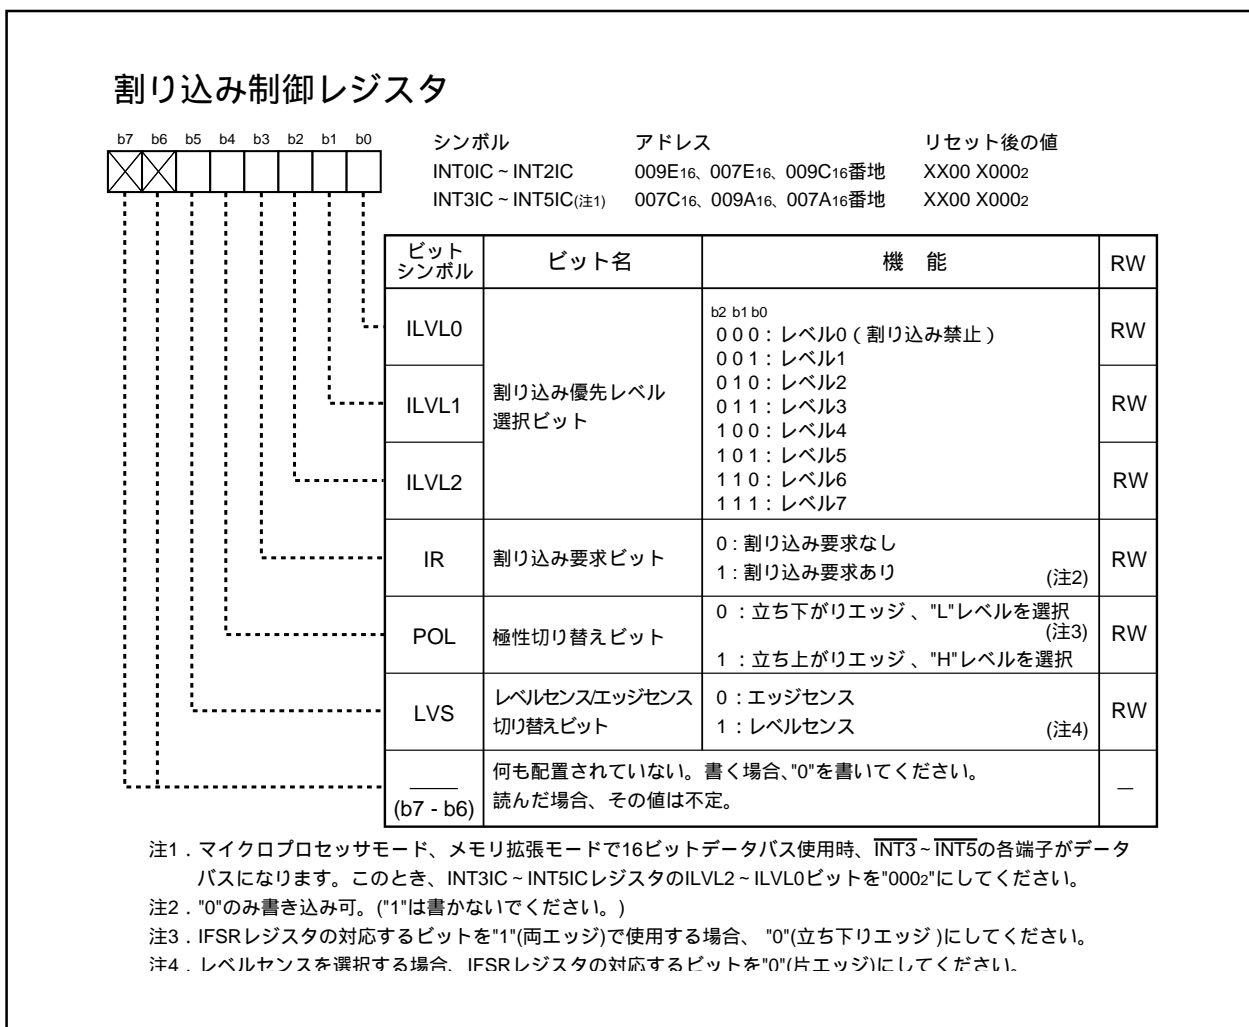 割り込み制御レジスタ
b7 b6 b5 b4 b3 b2 b1 b0
シンボル アドレス リセット後の値
INT0IC ~ INT2IC 009E16、007E16、009C16番地 XX00 X0002
INT3IC ~ INT5IC(注1) 007C16、009A16、007A16番地 XX00 X0002
ビット
シンボル
ビット名 機 能 RW
ILVL0
ILVL1
ILVL2
割り込み優先レベル
選択ビット
b2 b1 b0
0 0 0 : レベル0 ( 割り込み禁止 )
0 0 1 : レベル1
0 1 0 : レベル2
0 1 1 : レベル3
1 0 0 : レベル4
1 0 1 : レベル5
1 1 0 : レベル6
1 1 1 : レベル7
RW
RW
RW
IR 割り込み要求ビット
0 : 割り込み要求なし
1 : 割り込み要求あり (注2)
RW
POL 極性切り替えビット
0 : 立ち下がりエッジ 、"L"レベルを選択
(注3)
1 : 立ち上がりエッジ 、"H"レベルを選択
RW
LVS
レベルセンス/エッジセンス
切り替えビット
0 : エッジセンス
1 : レベルセンス (注4)
RW
(b7 - b6)
何も配置されていない。書く場合、"0"を書いてください。
読んだ場合、その値は不定。
—
注1 . マイクロプロセッサモード、メモリ拡張モードで16ビットデータバス使用時、INT3 ~ INT5の各端子がデータ
バスになります。このとき、INT3IC ~ INT5ICレジスタのILVL2 ~ ILVL0ビットを"0002"にしてください。
注2 . "0"のみ書き込み可。("1"は書かないでください。)
注3 . IFSRレジスタの対応するビットを"1"(両エッジ)で使用する場合、 "0"(立ち下りエッジ )にしてください。
注4 . レベルセンスを選択する場合、IFSRレジスタの対応するビットを"0"(片エッジ)にしてください。